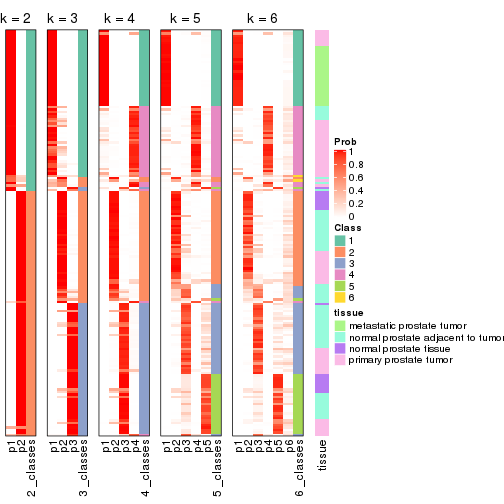 k = 2 k = 3 k = 4 k = 5 k = 6
Prob
1
0.8
0.6
0.4
0.2
0
Class
1
2
3
4
5
6
tissue
metastatic prostate tumor
normal prostate adjacent to tumor
normal prostate tissue
primary prostate tumor
p1 p2 2_classes p1 p2 p3 3_classes p1 p2 p3 p4 4_classes p1 p2 p3 p4 p5 5_classes p1 p2 p3 p4 p5 p6 6_classes tissue